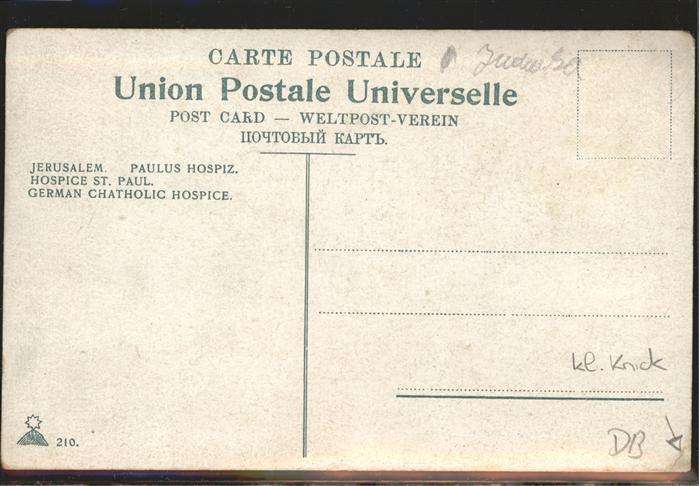 CARTE POSTALE
Union Postale Universelle
POST CARD — WELTPOST-VEREIN
ПОЧТОВЫЙ КАРТЪ.
JERUSALEM. PAULUS HOSPIZ.
HOSPICE ST. PAUL.
GERMAN CHATHOLIC HOSPICE.
kl. Knick
DB
210.